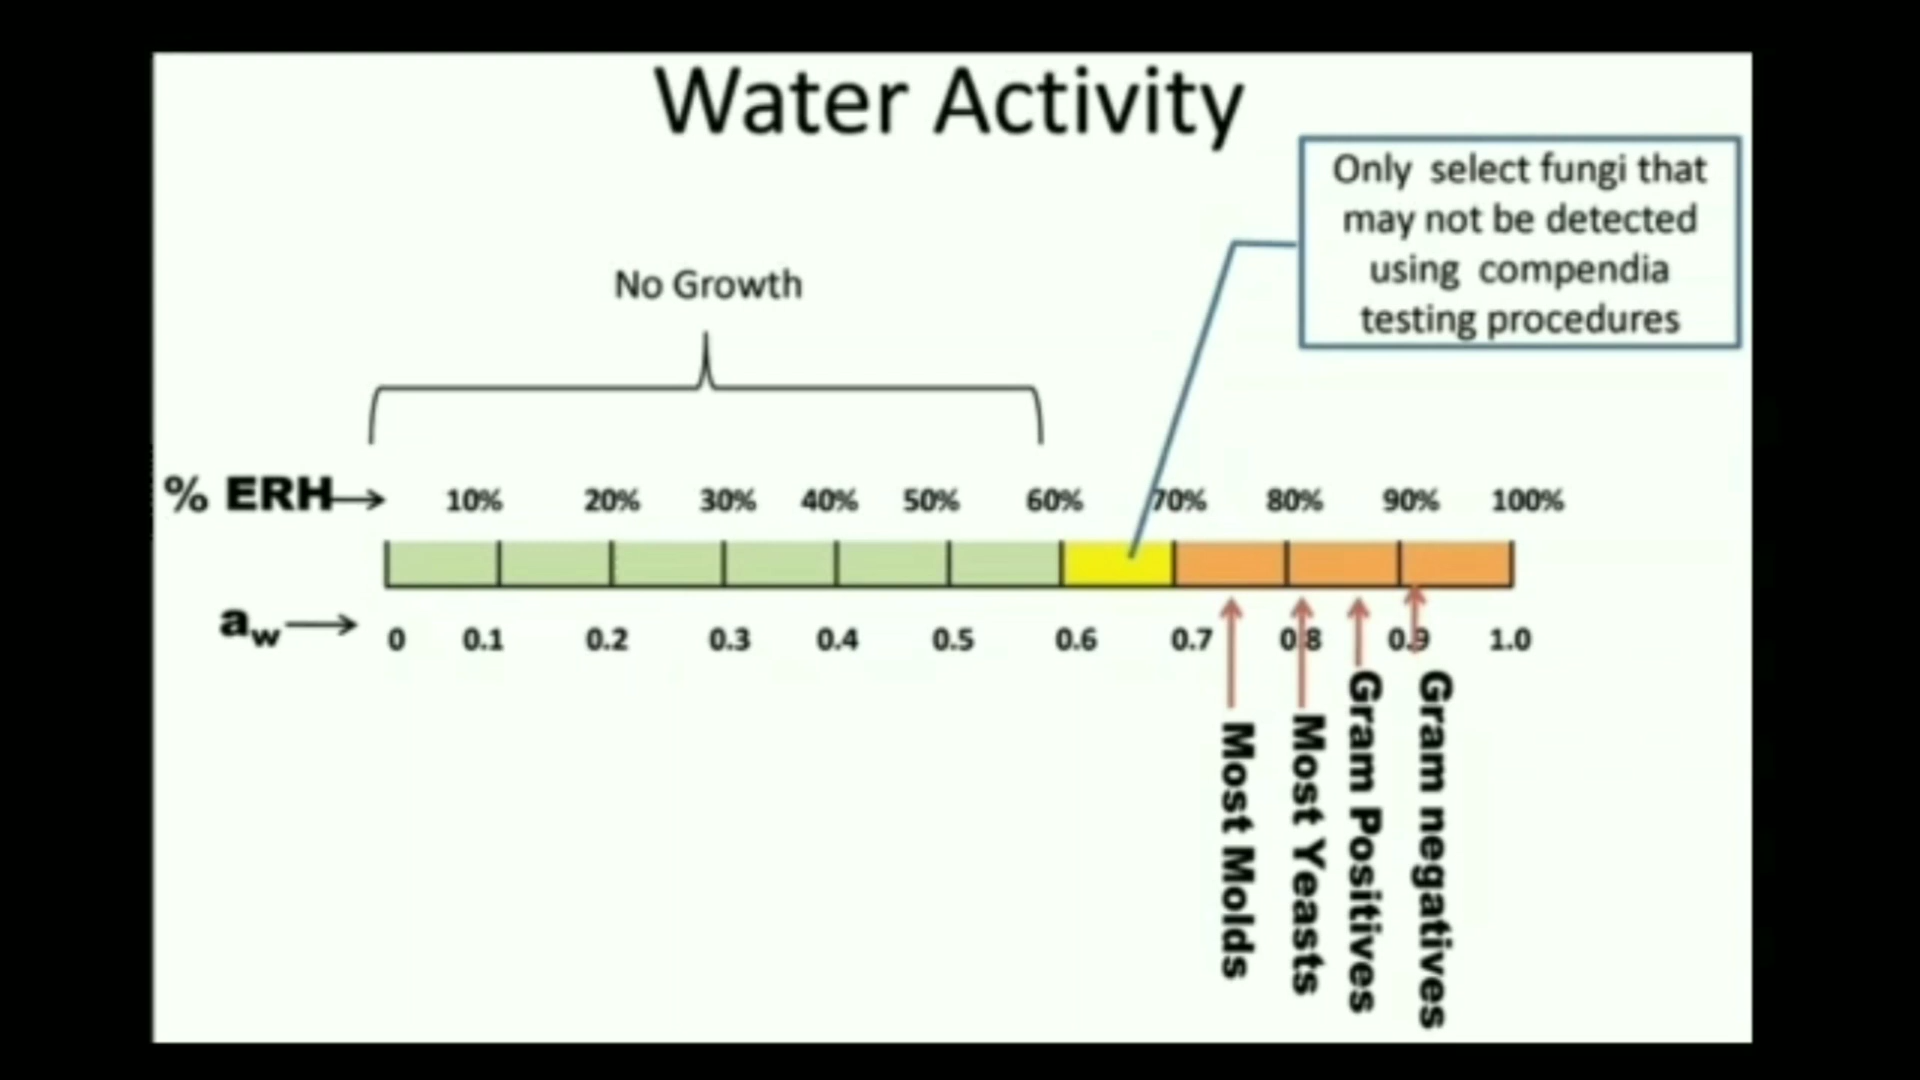 Water Activity
Only select fungi that
may not be detected
using compendia
testing procedures
No Growth
% ERH
10% 20% 30% 40% 50% 60% 70% 80% 90% 100%
aw
0 0.1 0.2 0.3 0.4 0.5 0.6 0.7 0.8 0.9 1.0
Most Molds
Most Yeasts
Gram Positives
Gram negatives